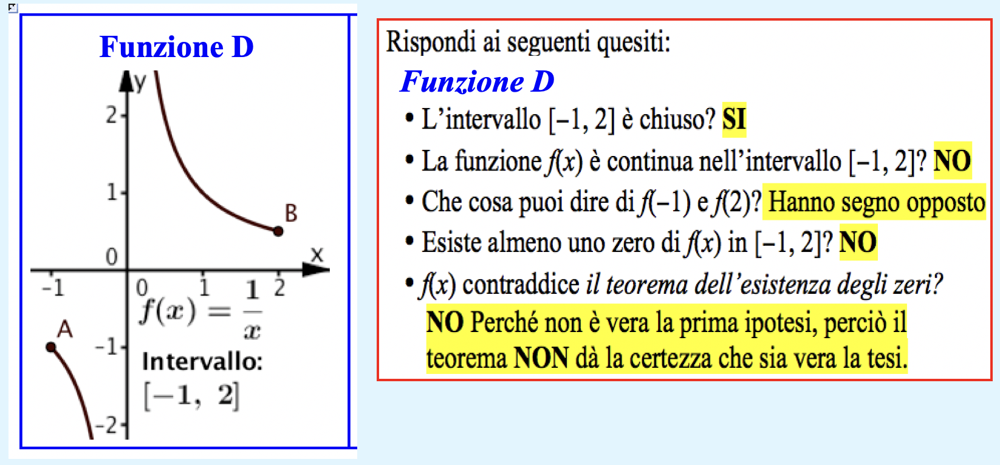 Funzione D
y
2
1
B
0
x
-1
0
1
2
f(x) = 1/x
A
-1
Intervallo:
[−1, 2]
-2
Rispondi ai seguenti quesiti:
Funzione D
• L’intervallo [−1, 2] è chiuso? SI
• La funzione f(x) è continua nell’intervallo [−1, 2]? NO
• Che cosa puoi dire di f(−1) e f(2)? Hanno segno opposto
• Esiste almeno uno zero di f(x) in [−1, 2]? NO
• f(x) contraddice il teorema dell’esistenza degli zeri?
NO Perché non è vera la prima ipotesi, perciò il
teorema NON dà la certezza che sia vera la tesi.